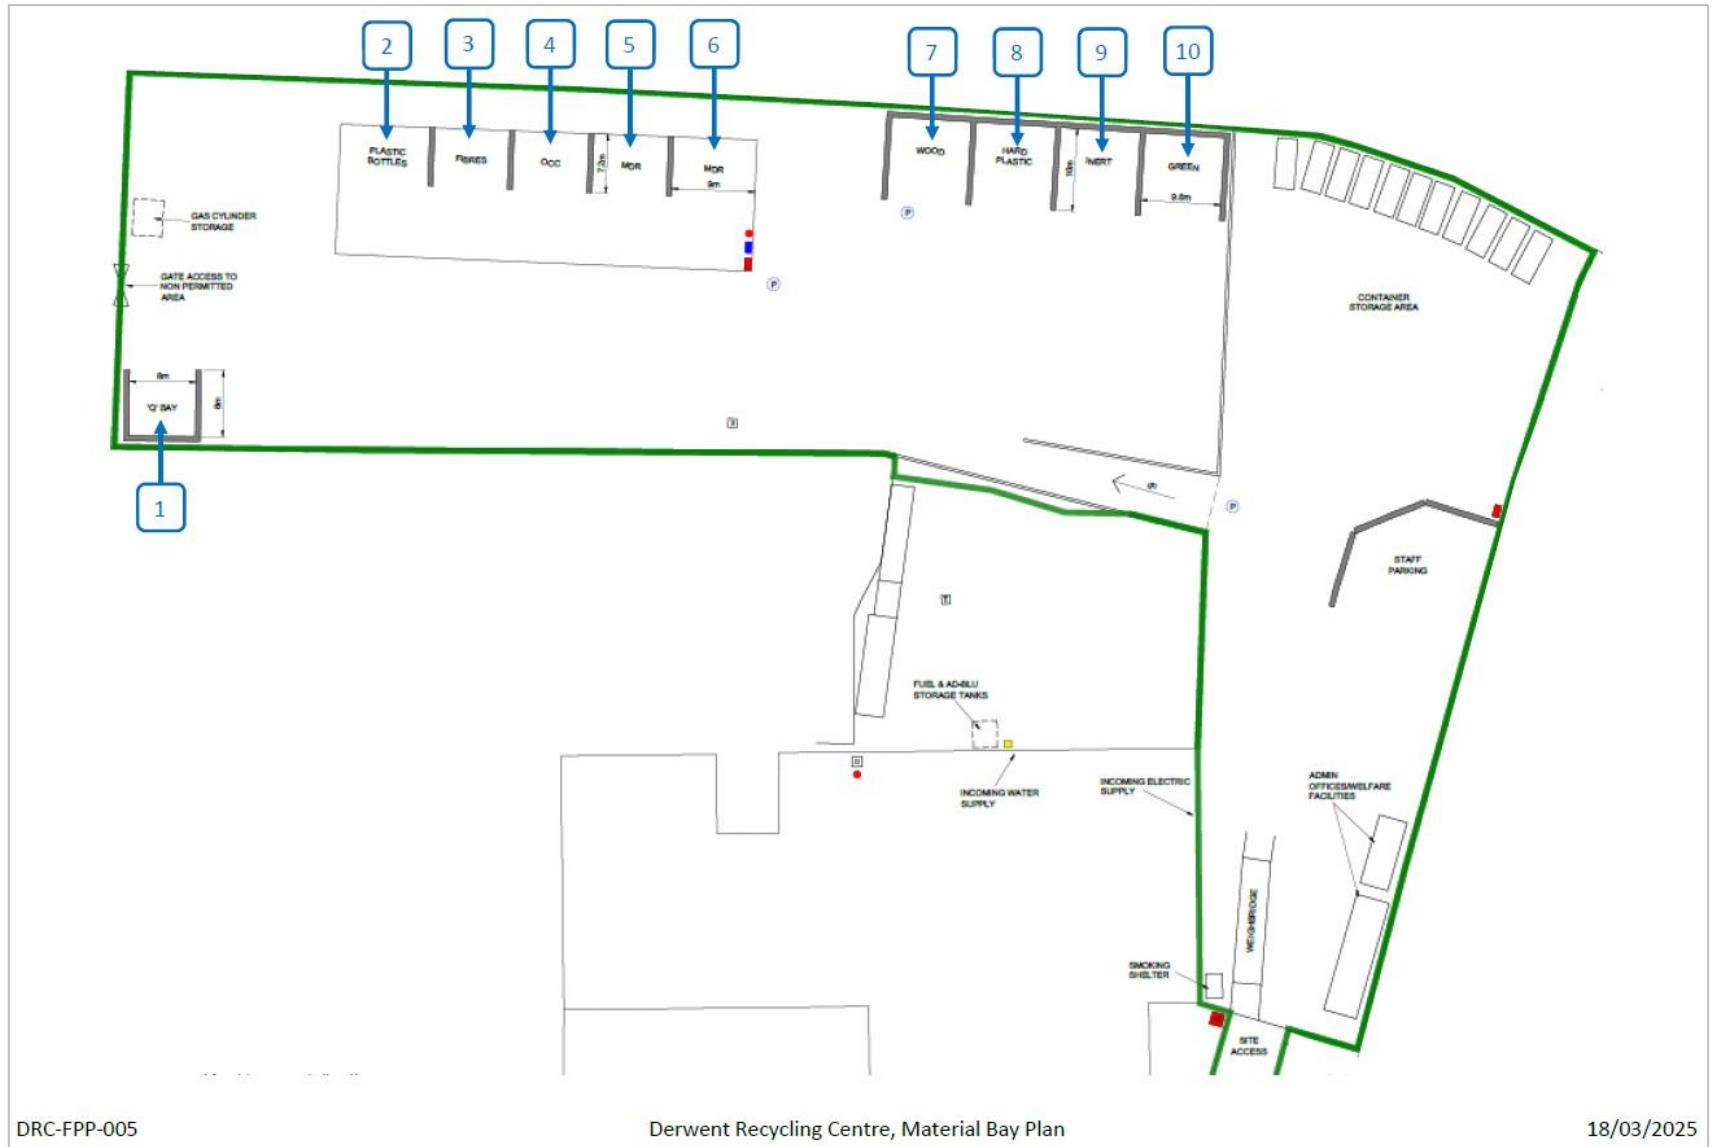 2
3
4
5
6
7
8
9
10
PLASTIC
BOTTLES
FIBRES
OCC
7.2m
MDR
MDR
9m
WOOD
HARD
PLASTIC
10m
INERT
GREEN
9.6m
P
GAS CYLINDER
STORAGE
P
GATE ACCESS TO
NON PERMITTED
AREA
CONTAINER
STORAGE AREA
8m
8m
'Q' BAY
1
P
STAFF
PARKING
T
FUEL & AD-BLU
STORAGE TANKS
INCOMING WATER
SUPPLY
INCOMING ELECTRIC
SUPPLY
ADMIN
OFFICES/WELFARE
FACILITIES
WEIGHBRIDGE
SMOKING
SHELTER
SITE
ACCESS
DRC-FPP-005
Derwent Recycling Centre, Material Bay Plan
18/03/2025